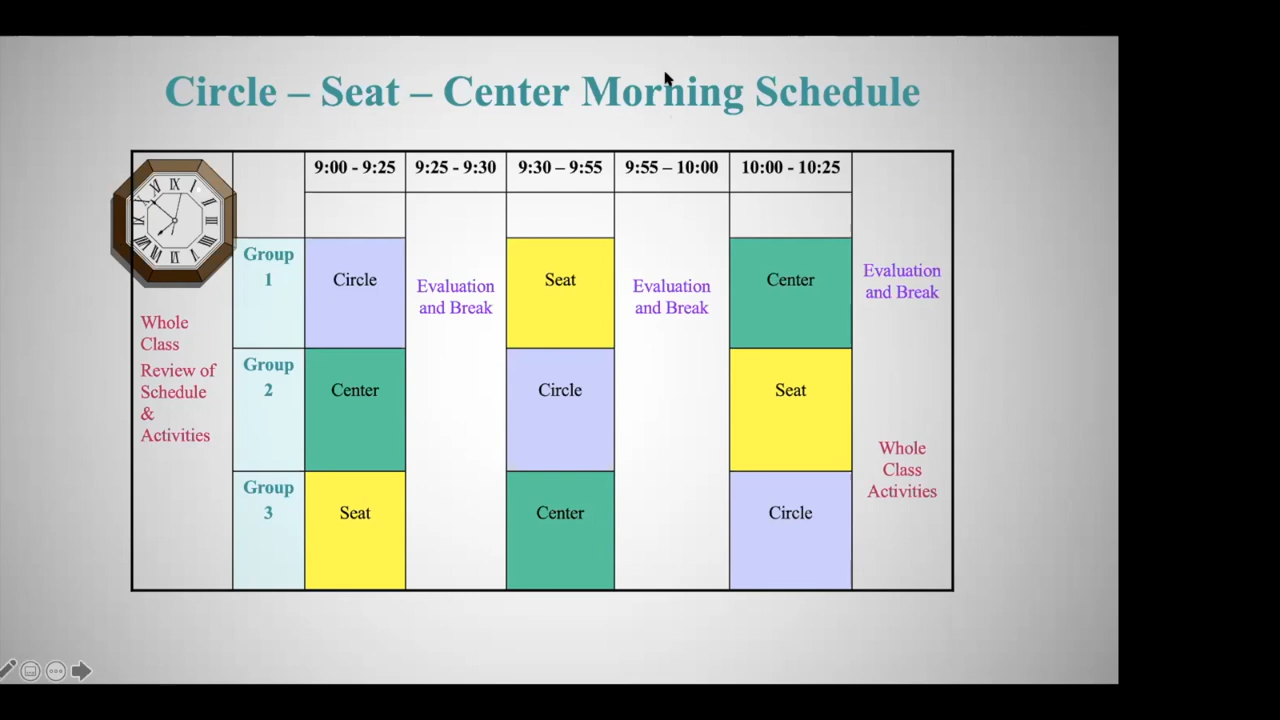 Circle – Seat – Center Morning Schedule
9:00 - 9:25
9:25 - 9:30
9:30 – 9:55
9:55 – 10:00
10:00 - 10:25
Whole
Class
Review of
Schedule
&
Activities
Group
1
Circle
Evaluation
and Break
Seat
Evaluation
and Break
Center
Evaluation
and Break
Group
2
Center
Circle
Seat
Group
3
Seat
Center
Circle
Whole
Class
Activities